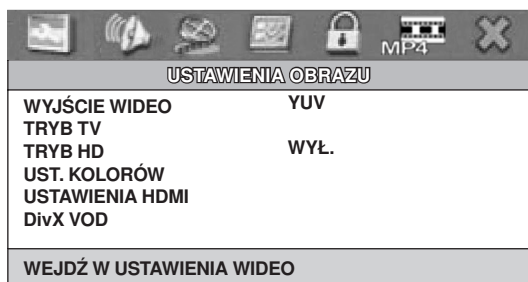 MP4
USTAWIENIA OBRAZU
WYJŚCIE WIDEO YUV
TRYB TV
TRYB HD WYŁ.
UST. KOLORÓW
USTAWIENIA HDMI
DivX VOD
WEJDŹ W USTAWIENIA WIDEO